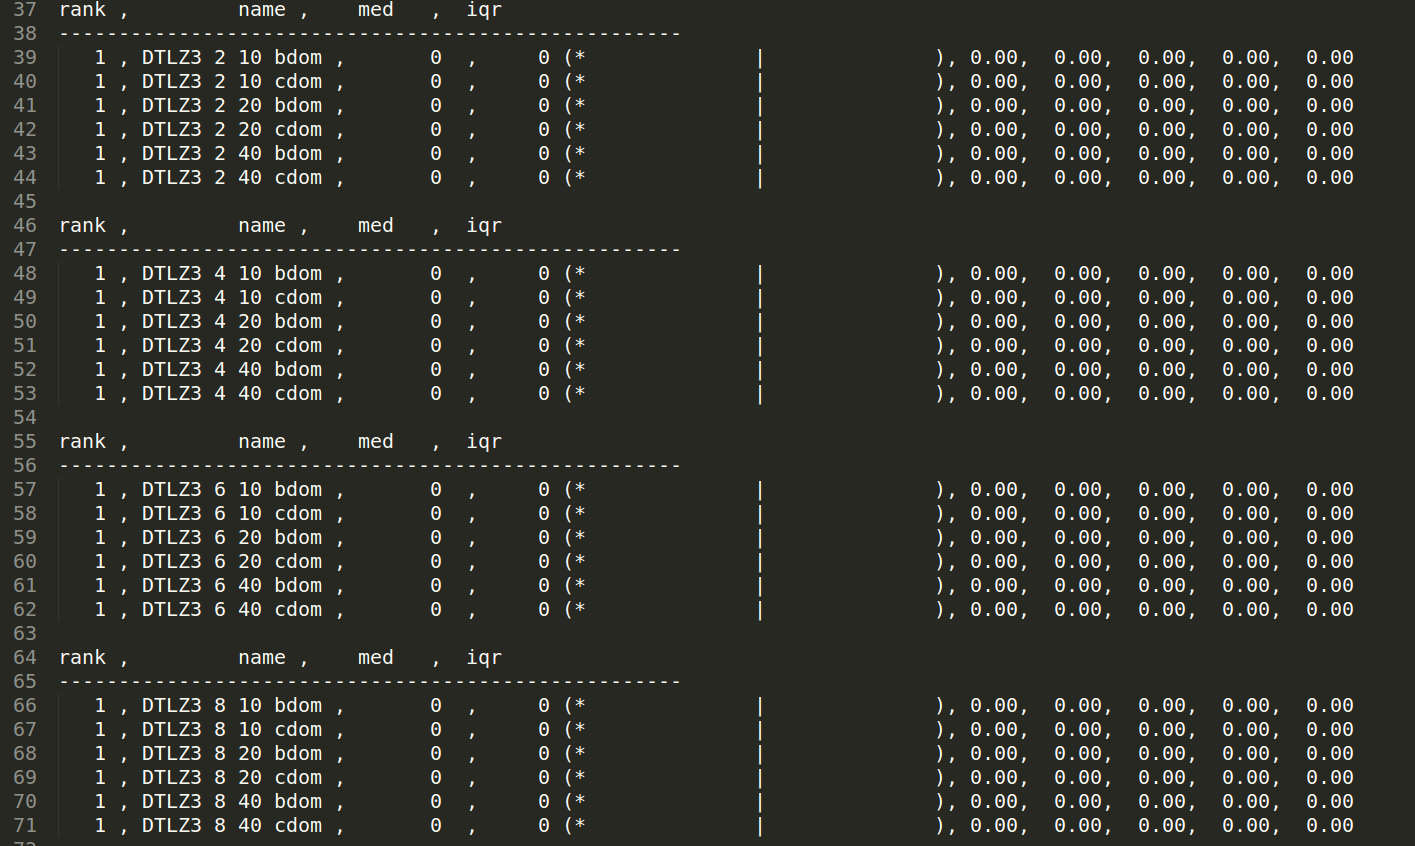 37 rank ,         name ,    med   ,  iqr
38 ----------------------------------------------------
39    1 , DTLZ3 2 10 bdom ,       0  ,     0 (*              |              ), 0.00,  0.00,  0.00,  0.00,  0.00
40    1 , DTLZ3 2 10 cdom ,       0  ,     0 (*              |              ), 0.00,  0.00,  0.00,  0.00,  0.00
41    1 , DTLZ3 2 20 bdom ,       0  ,     0 (*              |              ), 0.00,  0.00,  0.00,  0.00,  0.00
42    1 , DTLZ3 2 20 cdom ,       0  ,     0 (*              |              ), 0.00,  0.00,  0.00,  0.00,  0.00
43    1 , DTLZ3 2 40 bdom ,       0  ,     0 (*              |              ), 0.00,  0.00,  0.00,  0.00,  0.00
44    1 , DTLZ3 2 40 cdom ,       0  ,     0 (*              |              ), 0.00,  0.00,  0.00,  0.00,  0.00
45
46 rank ,         name ,    med   ,  iqr
47 ----------------------------------------------------
48    1 , DTLZ3 4 10 bdom ,       0  ,     0 (*              |              ), 0.00,  0.00,  0.00,  0.00,  0.00
49    1 , DTLZ3 4 10 cdom ,       0  ,     0 (*              |              ), 0.00,  0.00,  0.00,  0.00,  0.00
50    1 , DTLZ3 4 20 bdom ,       0  ,     0 (*              |              ), 0.00,  0.00,  0.00,  0.00,  0.00
51    1 , DTLZ3 4 20 cdom ,       0  ,     0 (*              |              ), 0.00,  0.00,  0.00,  0.00,  0.00
52    1 , DTLZ3 4 40 bdom ,       0  ,     0 (*              |              ), 0.00,  0.00,  0.00,  0.00,  0.00
53    1 , DTLZ3 4 40 cdom ,       0  ,     0 (*              |              ), 0.00,  0.00,  0.00,  0.00,  0.00
54
55 rank ,         name ,    med   ,  iqr
56 ----------------------------------------------------
57    1 , DTLZ3 6 10 bdom ,       0  ,     0 (*              |              ), 0.00,  0.00,  0.00,  0.00,  0.00
58    1 , DTLZ3 6 10 cdom ,       0  ,     0 (*              |              ), 0.00,  0.00,  0.00,  0.00,  0.00
59    1 , DTLZ3 6 20 bdom ,       0  ,     0 (*              |              ), 0.00,  0.00,  0.00,  0.00,  0.00
60    1 , DTLZ3 6 20 cdom ,       0  ,     0 (*              |              ), 0.00,  0.00,  0.00,  0.00,  0.00
61    1 , DTLZ3 6 40 bdom ,       0  ,     0 (*              |              ), 0.00,  0.00,  0.00,  0.00,  0.00
62    1 , DTLZ3 6 40 cdom ,       0  ,     0 (*              |              ), 0.00,  0.00,  0.00,  0.00,  0.00
63
64 rank ,         name ,    med   ,  iqr
65 ----------------------------------------------------
66    1 , DTLZ3 8 10 bdom ,       0  ,     0 (*              |              ), 0.00,  0.00,  0.00,  0.00,  0.00
67    1 , DTLZ3 8 10 cdom ,       0  ,     0 (*              |              ), 0.00,  0.00,  0.00,  0.00,  0.00
68    1 , DTLZ3 8 20 bdom ,       0  ,     0 (*              |              ), 0.00,  0.00,  0.00,  0.00,  0.00
69    1 , DTLZ3 8 20 cdom ,       0  ,     0 (*              |              ), 0.00,  0.00,  0.00,  0.00,  0.00
70    1 , DTLZ3 8 40 bdom ,       0  ,     0 (*              |              ), 0.00,  0.00,  0.00,  0.00,  0.00
71    1 , DTLZ3 8 40 cdom ,       0  ,     0 (*              |              ), 0.00,  0.00,  0.00,  0.00,  0.00